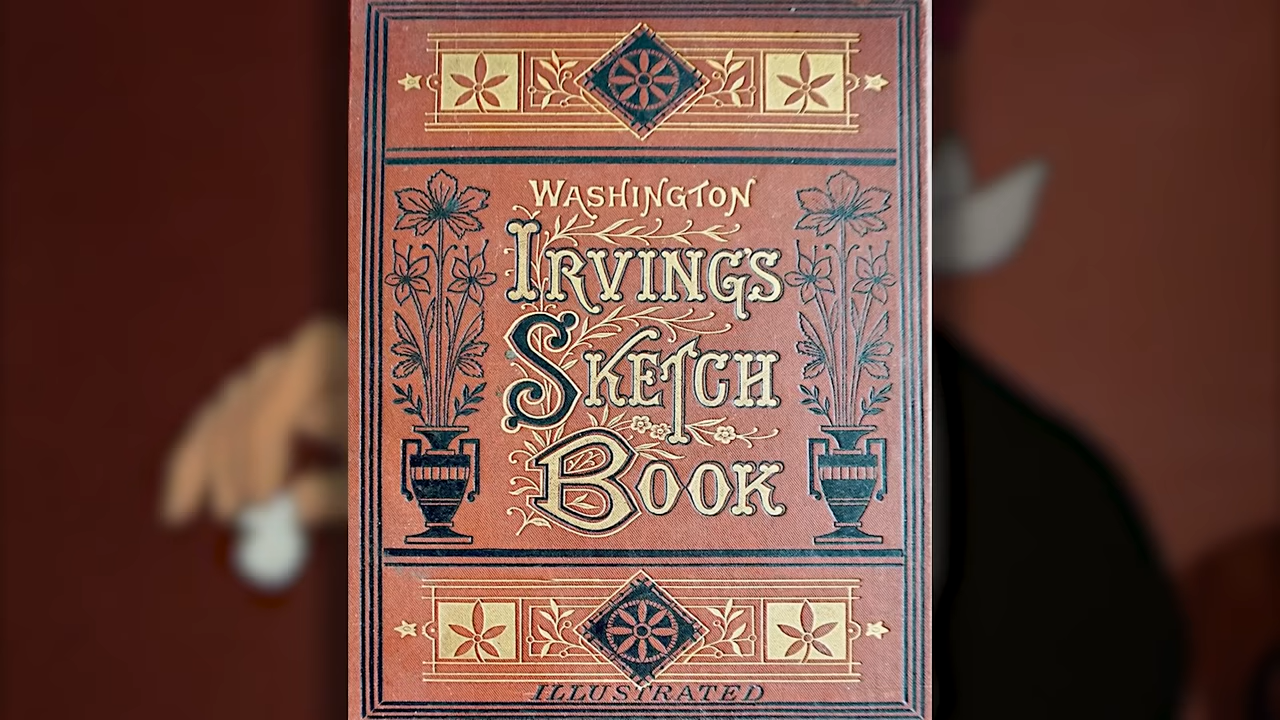 WASHINGTON
IRVING'S
SKETCH
BOOK
ILLUSTRATED